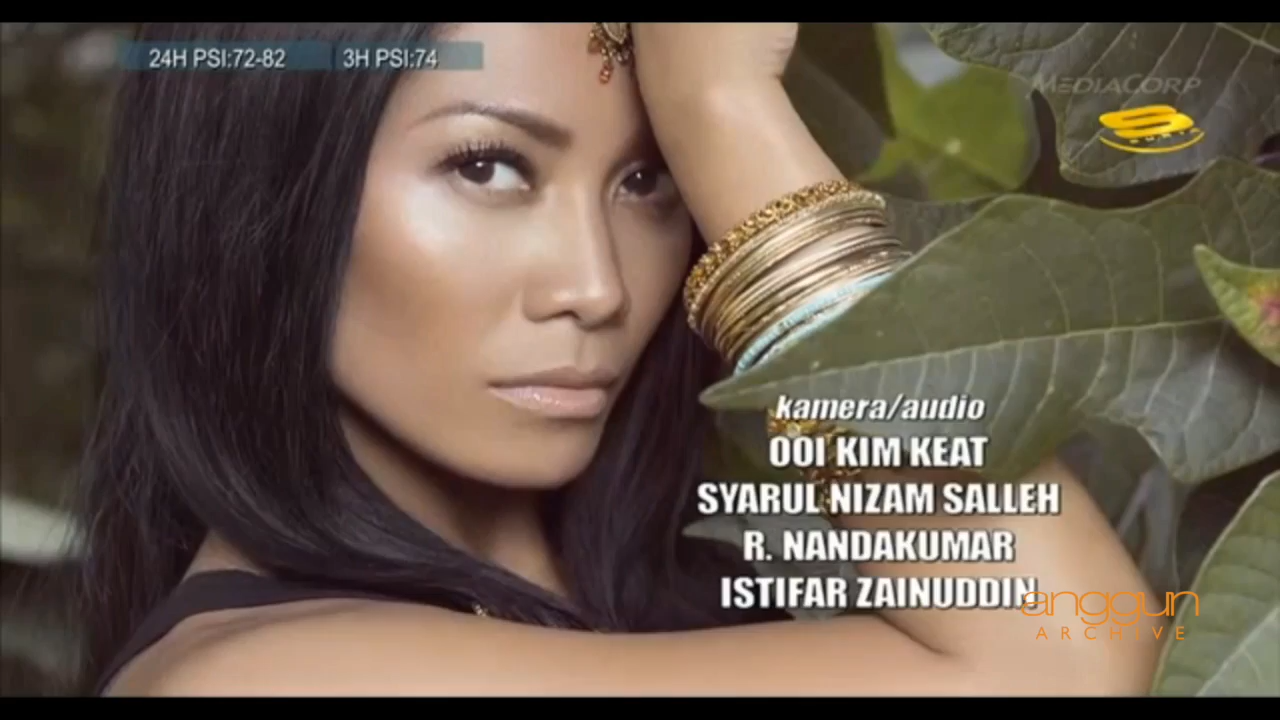 24H PSI:72-82 3H PSI:74
MEDIACORP
SURIA
kamera/audio
OOI KIM KEAT
SYARUL NIZAM SALLEH
R. NANDAKUMAR
ISTIFAR ZAINUDDIN
anggun
ARCHIVE